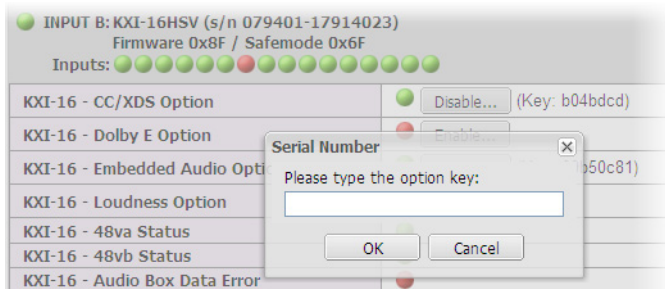 INPUT B: KXI-16HSV (s/n 079401-17914023)
Firmware 0x8F / Safemode 0x6F
Inputs:
KXI-16 - CC/XDS Option Disable... (Key: b04bdcd)
KXI-16 - Dolby E Option Enable...
Serial Number
KXI-16 - Embedded Audio Opti b50c81)
Please type the option key:
KXI-16 - Loudness Option
KXI-16 - 48va Status
OK Cancel
KXI-16 - 48vb Status
KXI-16 - Audio Box Data Error